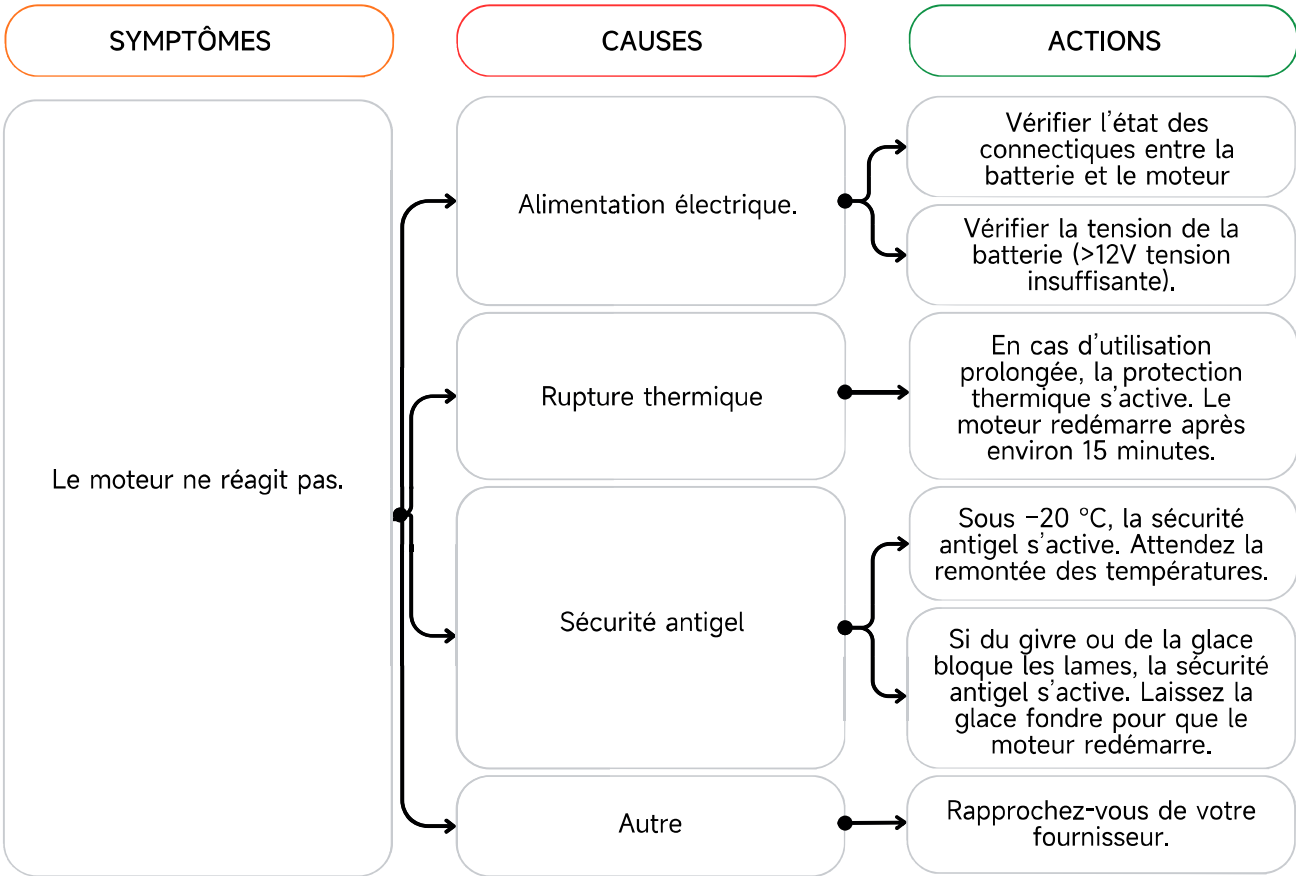 SYMPTÔMES
CAUSES
ACTIONS
Le moteur ne réagit pas.
Alimentation électrique.
Vérifier l'état des
connectiques entre la
batterie et le moteur
Vérifier la tension de la
batterie (>12V tension
insuffisante).
Rupture thermique
En cas d'utilisation
prolongée, la protection
thermique s'active. Le
moteur redémarre après
environ 15 minutes.
Sécurité antigel
Sous −20 °C, la sécurité
antigel s'active. Attendez la
remontée des températures.
Si du givre ou de la glace
bloque les lames, la sécurité
antigel s'active. Laissez la
glace fondre pour que le
moteur redémarre.
Autre
Rapprochez-vous de votre
fournisseur.